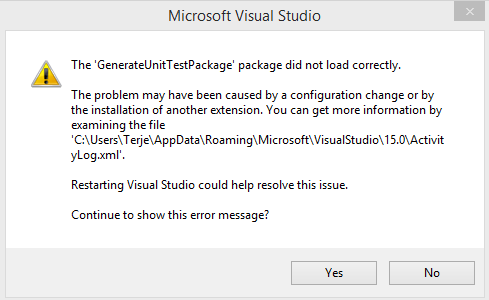 Microsoft Visual Studio
The 'GenerateUnitTestPackage' package did not load correctly.
The problem may have been caused by a configuration change or by
the installation of another extension. You can get more information by
examining the file
'C:\Users\Terje\AppData\Roaming\Microsoft\VisualStudio\15.0\Activit
yLog.xml'.
Restarting Visual Studio could help resolve this issue.
Continue to show this error message?
Yes
No